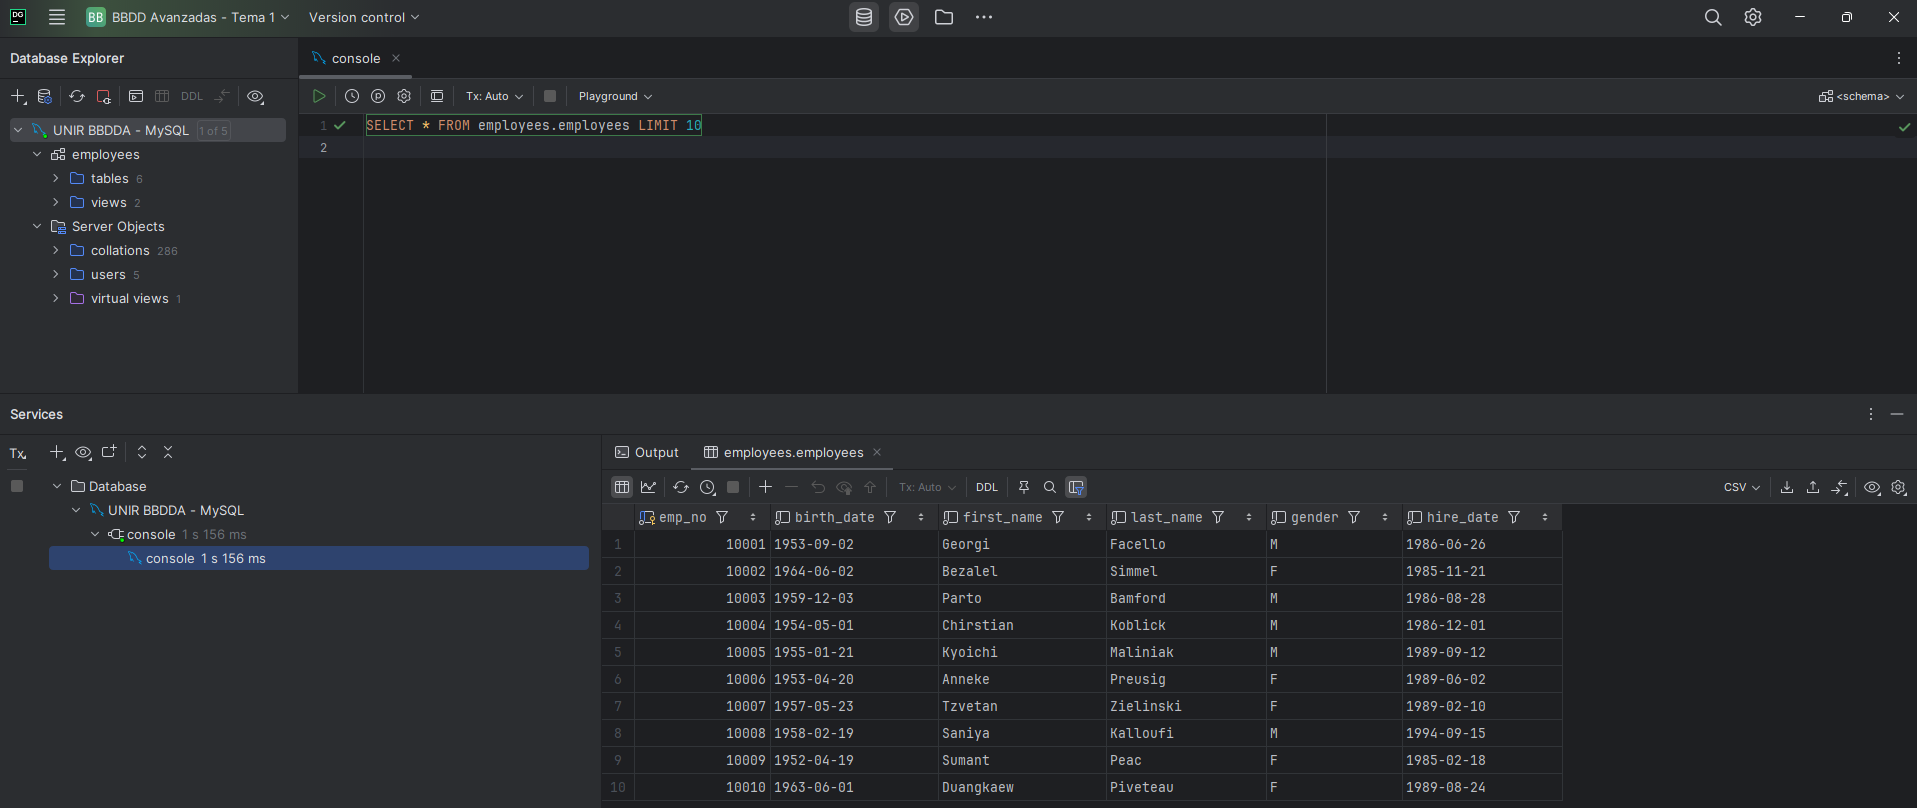 DG BB BBDD Avanzadas - Tema 1 Version control
Database Explorer
console
DDL
Tx: Auto Playground <schema>
UNIR BBDDA - MySQL 1 of 5
employees
tables 6
views 2
Server Objects
collations 286
users 5
virtual views 1
1 SELECT * FROM employees.employees LIMIT 10
2
Services
Tx
Database
UNIR BBDDA - MySQL
console 1 s 156 ms
console 1 s 156 ms
Output employees.employees
Tx: Auto DDL CSV
emp_no birth_date first_name last_name gender hire_date
1 10001 1953-09-02 Georgi Facello M 1986-06-26
2 10002 1964-06-02 Bezalel Simmel F 1985-11-21
3 10003 1959-12-03 Parto Bamford M 1986-08-28
4 10004 1954-05-01 Chirstian Koblick M 1986-12-01
5 10005 1955-01-21 Kyoichi Maliniak M 1989-09-12
6 10006 1953-04-20 Anneke Preusig F 1989-06-02
7 10007 1957-05-23 Tzvetan Zielinski F 1989-02-10
8 10008 1958-02-19 Saniya Kalloufi M 1994-09-15
9 10009 1952-04-19 Sumant Peac F 1985-02-18
10 10010 1963-06-01 Duangkaew Piveteau F 1989-08-24